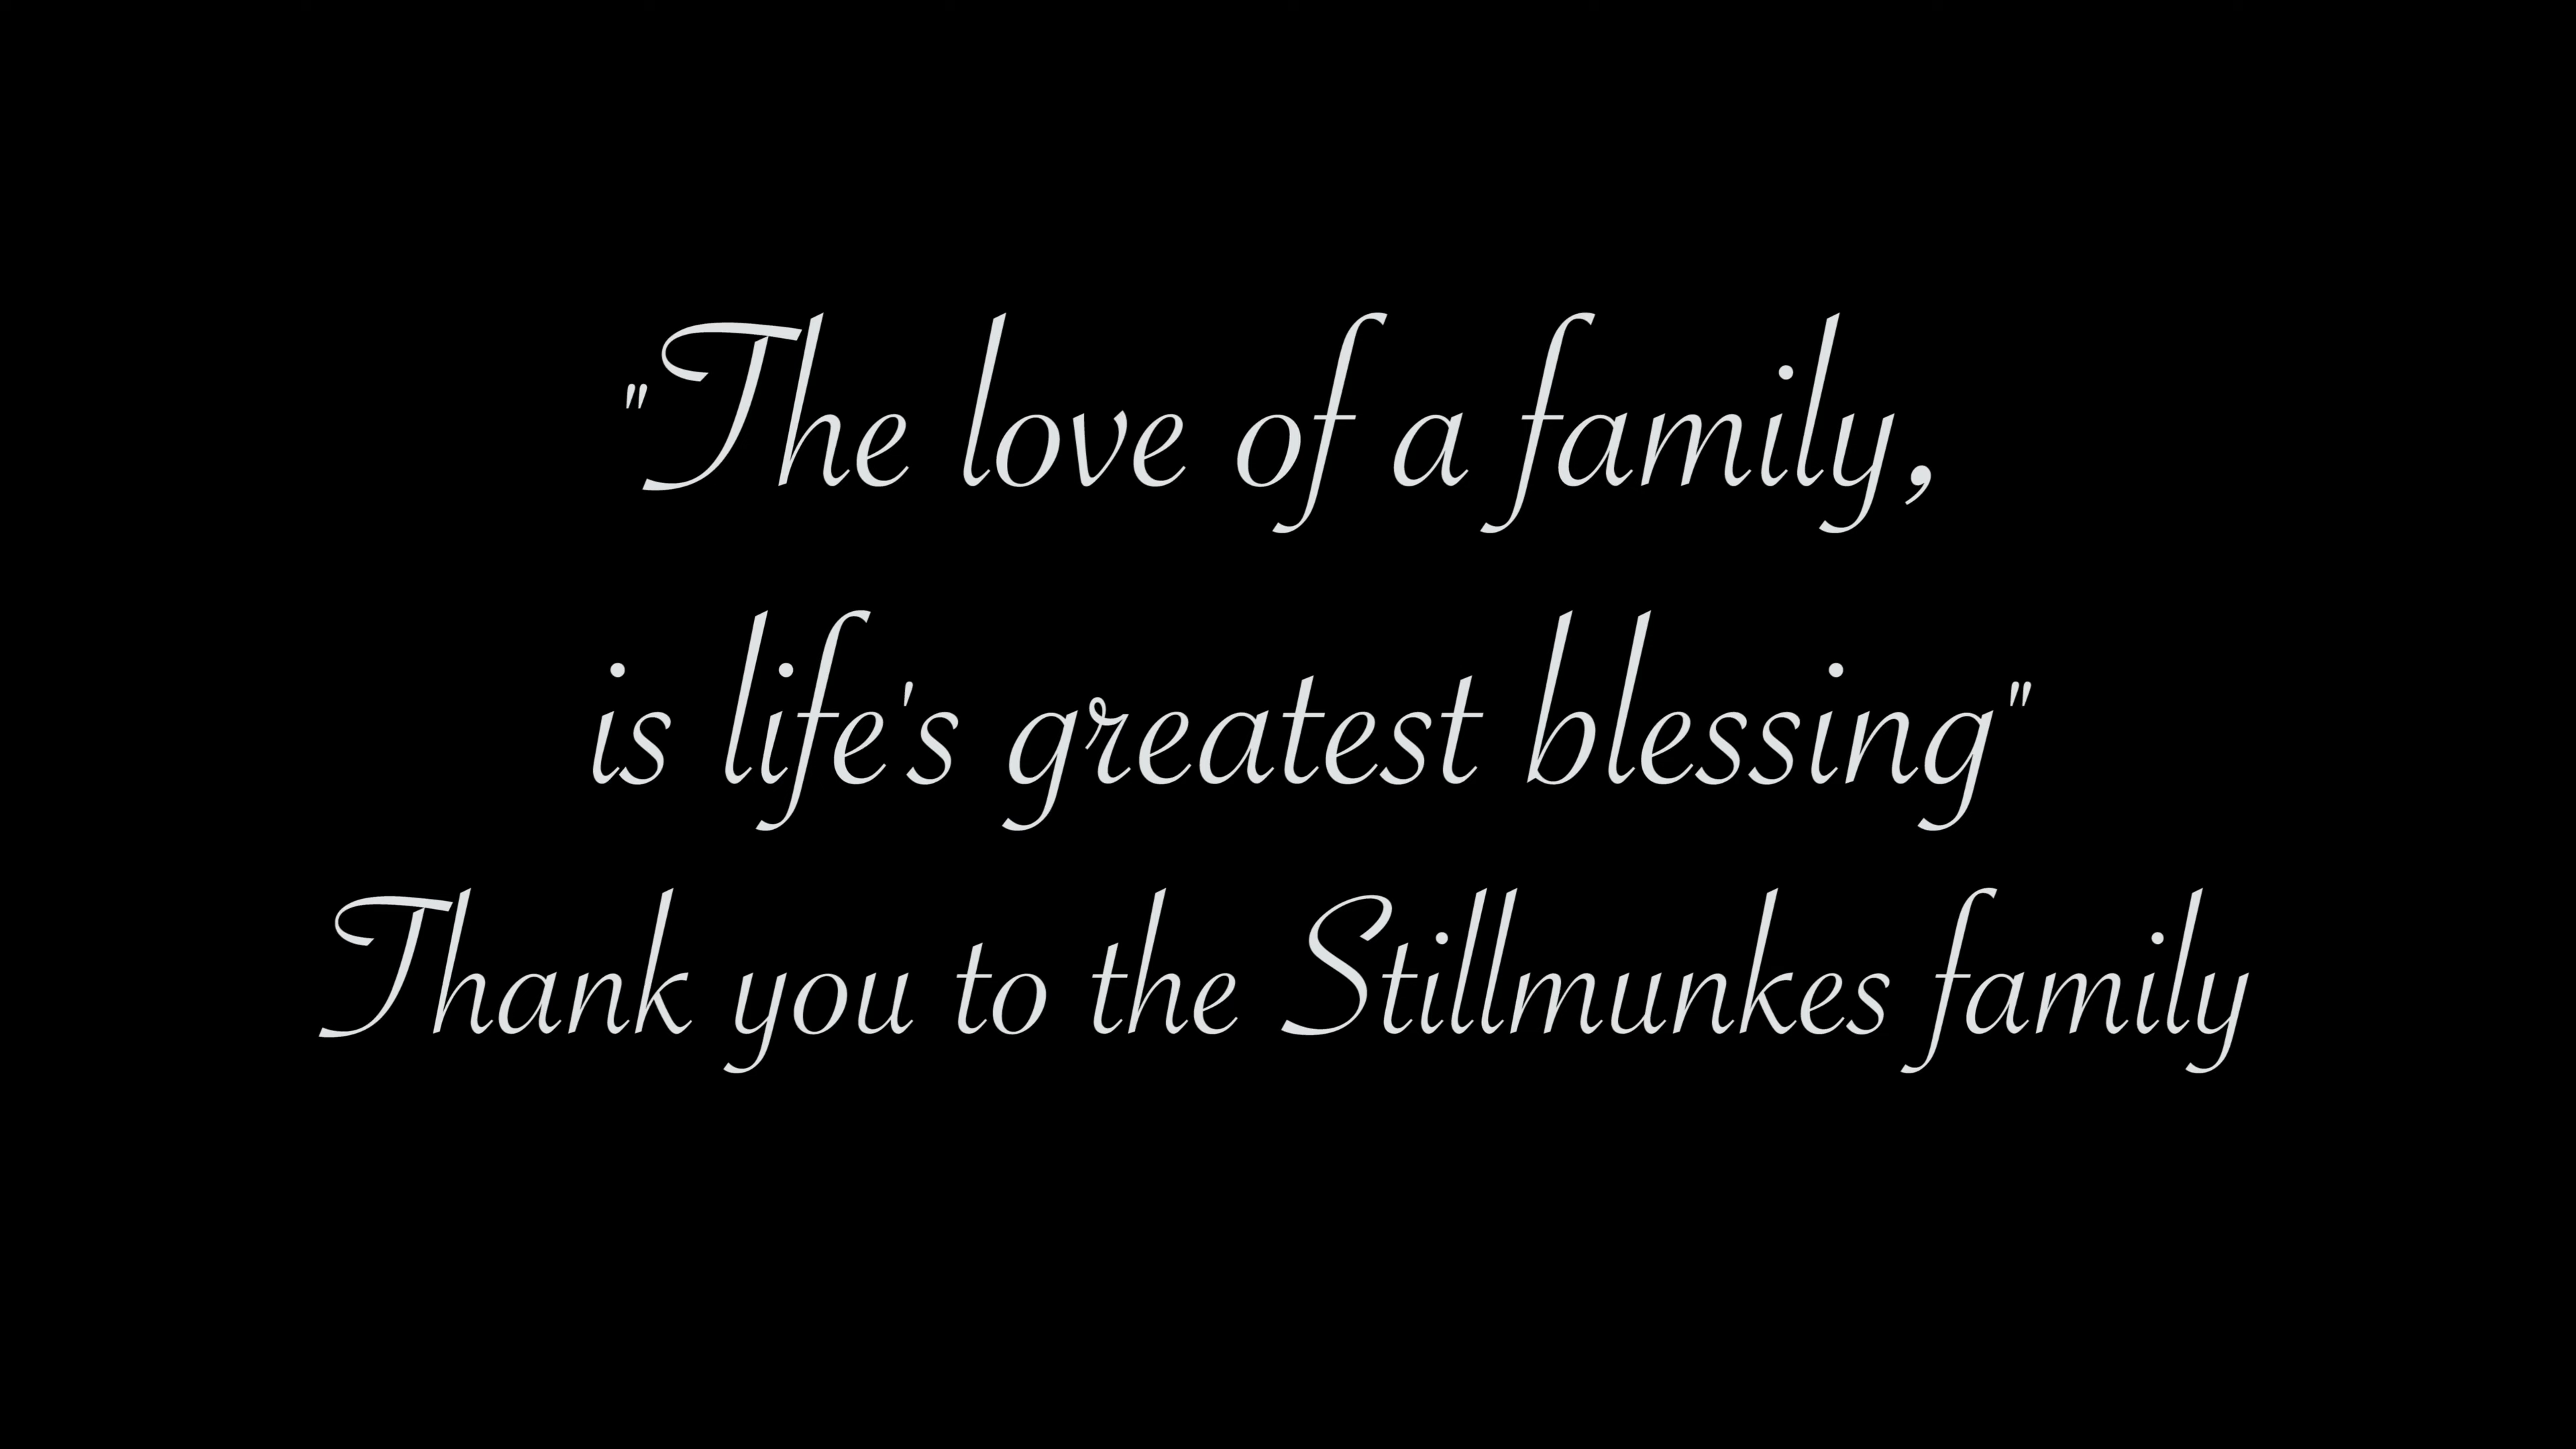 "The love of a family,
is life's greatest blessing"
Thank you to the Stillmunkes family